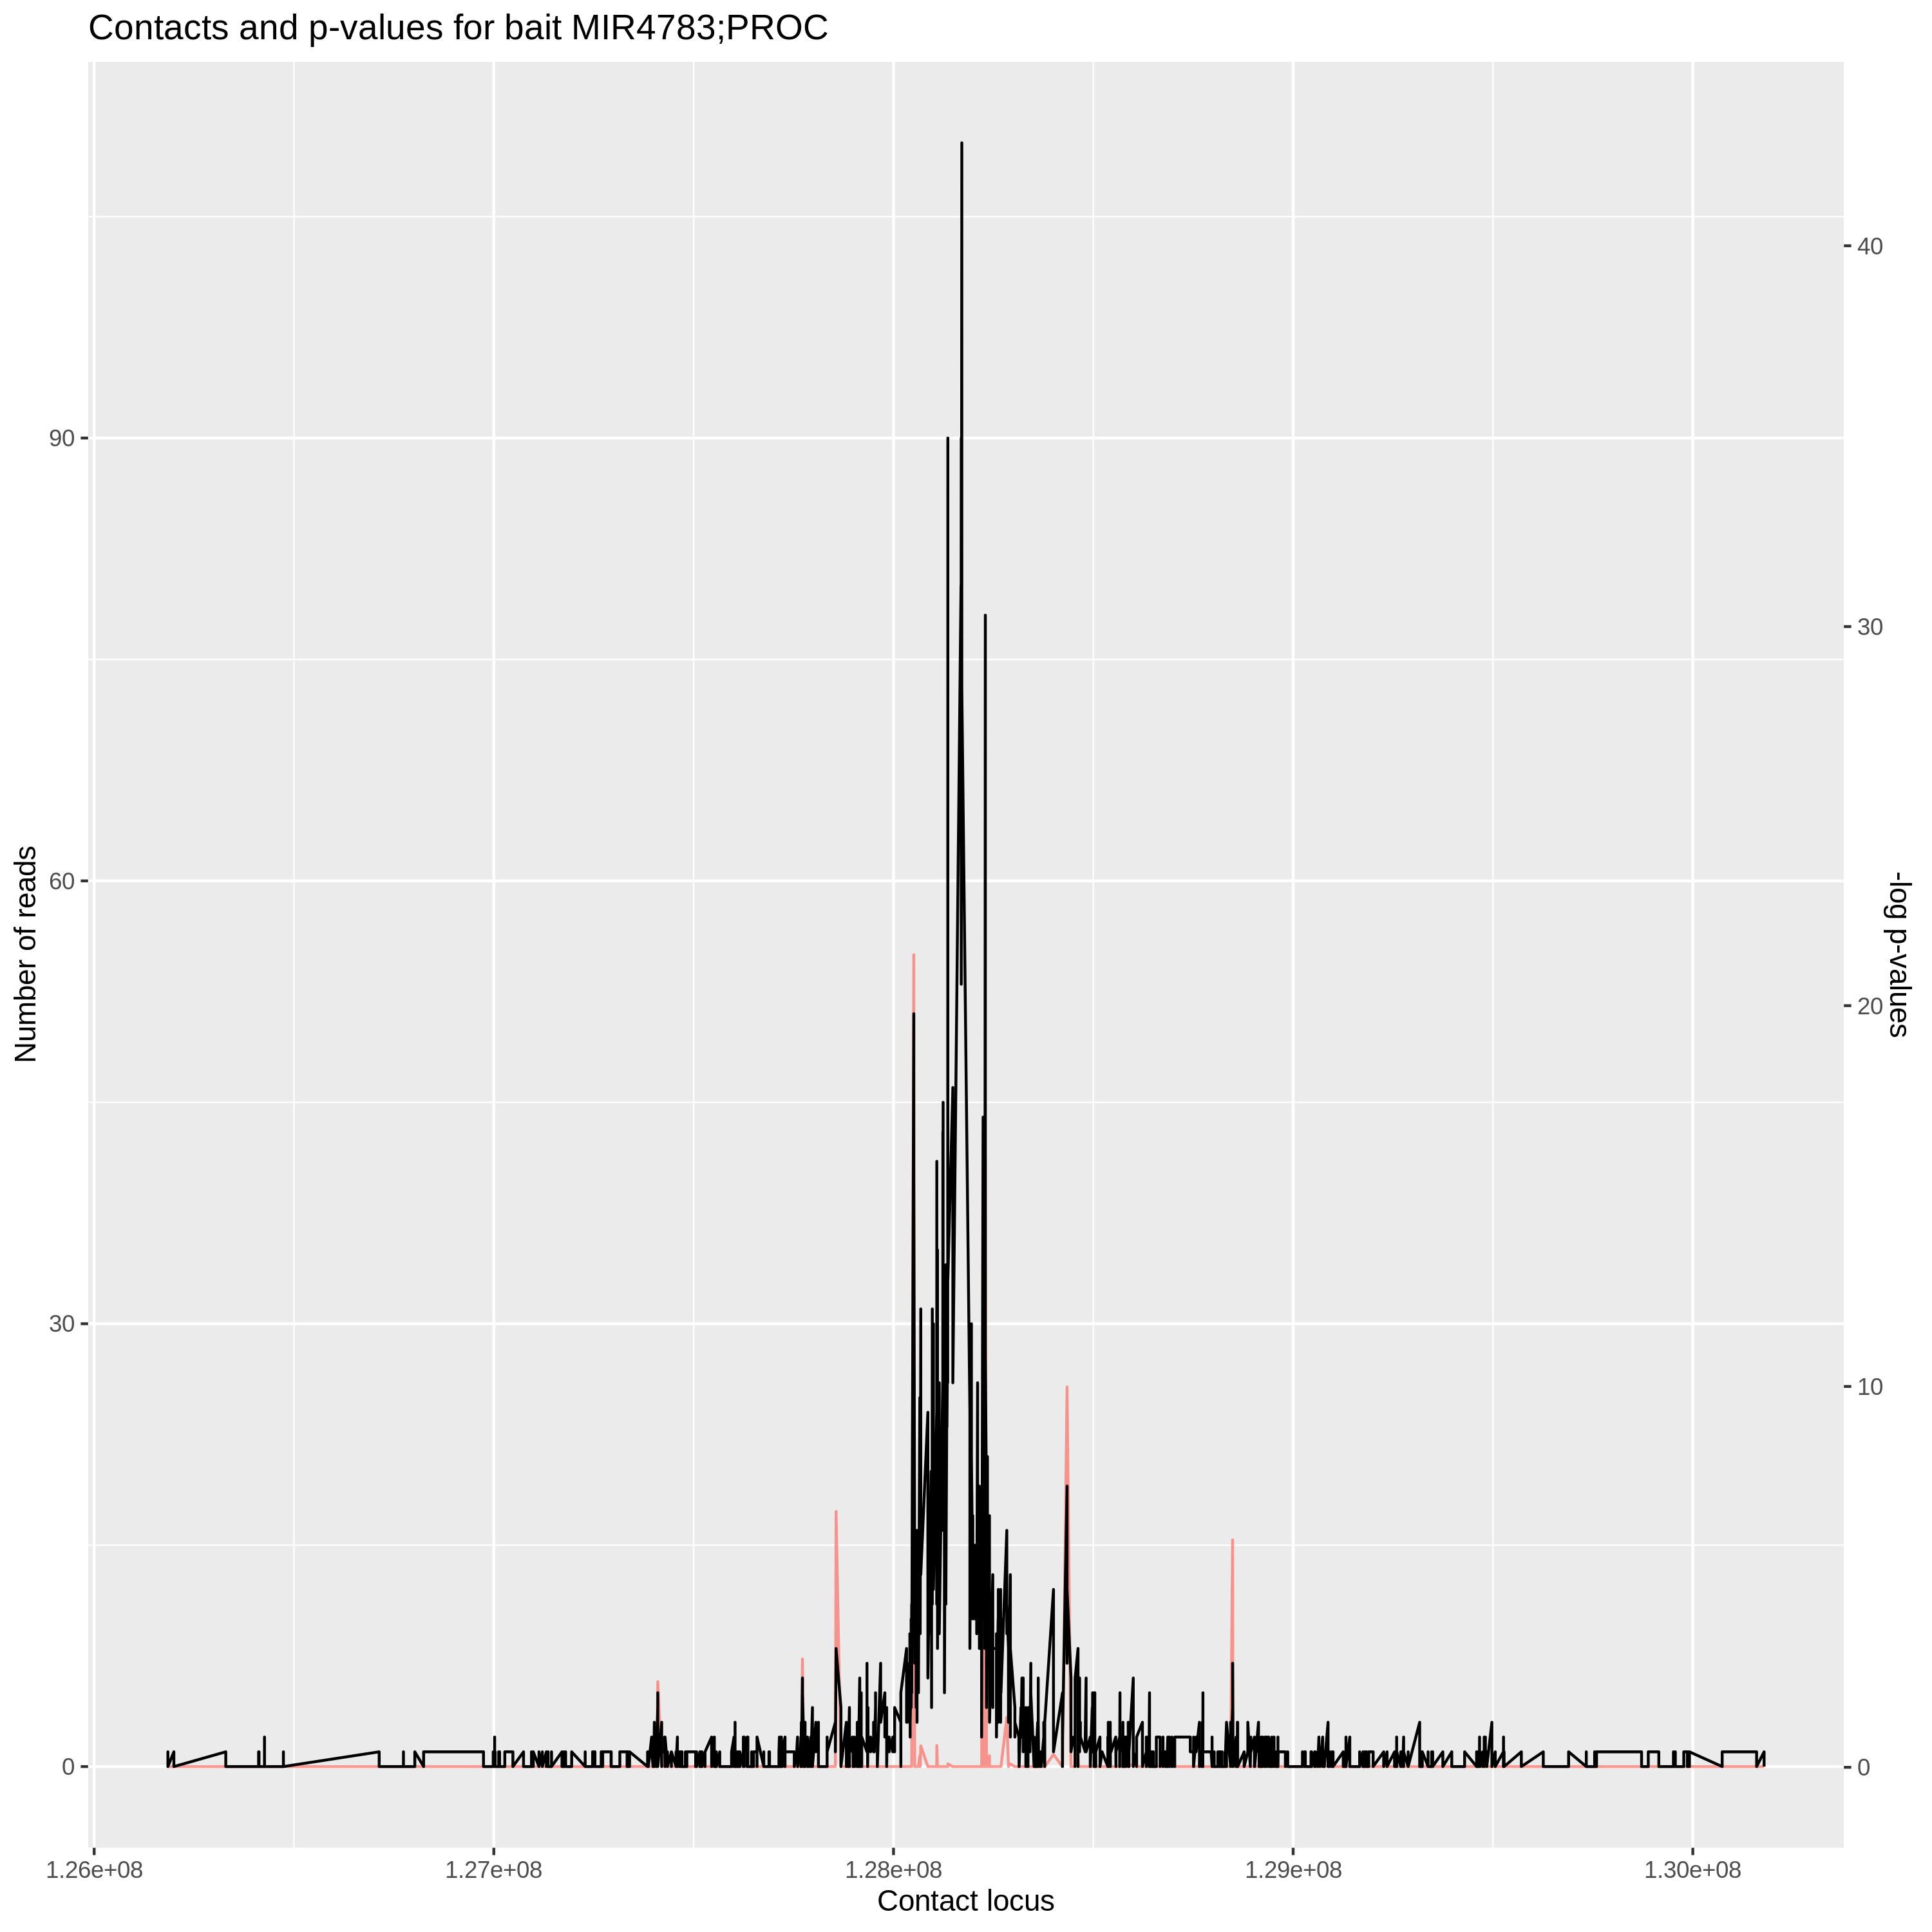 Contacts and p-values for bait MIR4783;PROC
Number of reads
90
60
30
0
40
30
20
10
0
-log p-values
1.26e+08
1.27e+08
1.28e+08
1.29e+08
1.30e+08
Contact locus